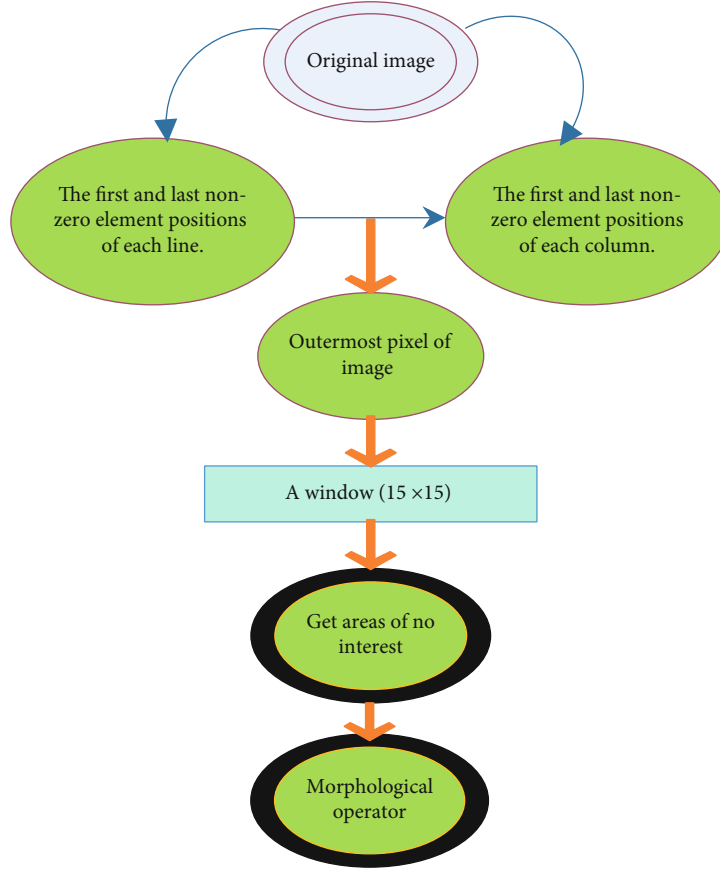 Original image
The first and last non-
zero element positions
of each line.
The first and last non-
zero element positions
of each column.
Outermost pixel of
image
A window (15 ×15)
Get areas of no
interest
Morphological
operator